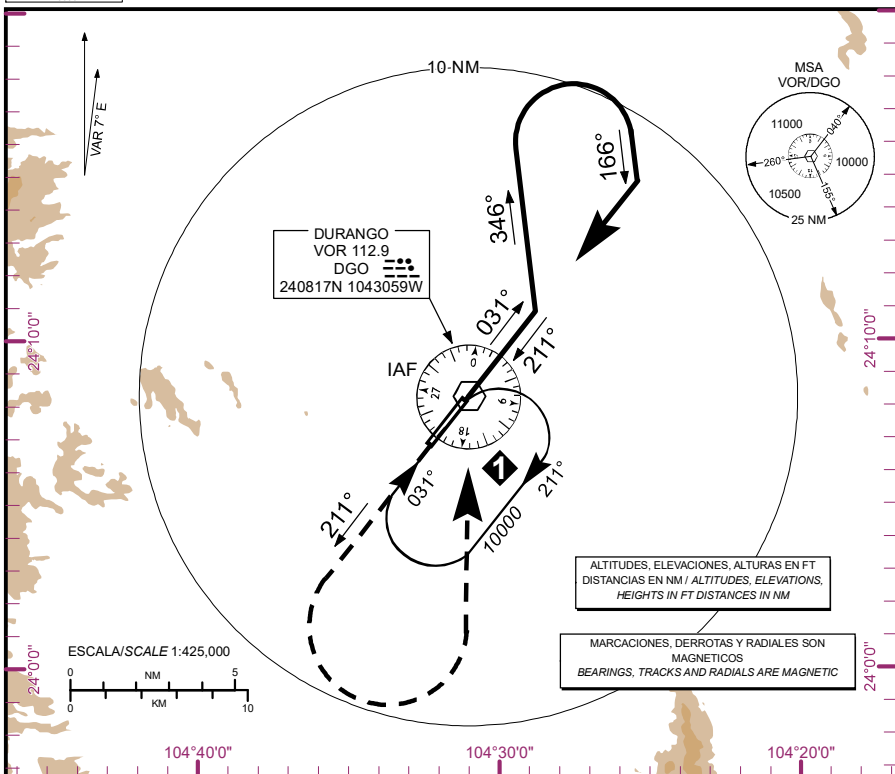 10 NM
VAR 7° E
MSA
VOR/DGO
11000
040°
10000
260°
10500
155°
25 NM
166°
346°
DURANGO
VOR 112.9
DGO
240817N 1043059W
031°
211°
24°10'0"
24°10'0"
IAF
0
27
9
18
1
031°
211°
211°
10000
ALTITUDES, ELEVACIONES, ALTURAS EN FT
DISTANCIAS EN NM / ALTITUDES, ELEVATIONS,
HEIGHTS IN FT DISTANCES IN NM
MARCACIONES, DERROTAS Y RADIALES SON
MAGNETICOS
BEARINGS, TRACKS AND RADIALS ARE MAGNETIC
ESCALA/SCALE 1:425,000
0 NM 5
0 KM 10
24°0'0"
24°0'0"
104°40'0"
104°30'0"
104°20'0"